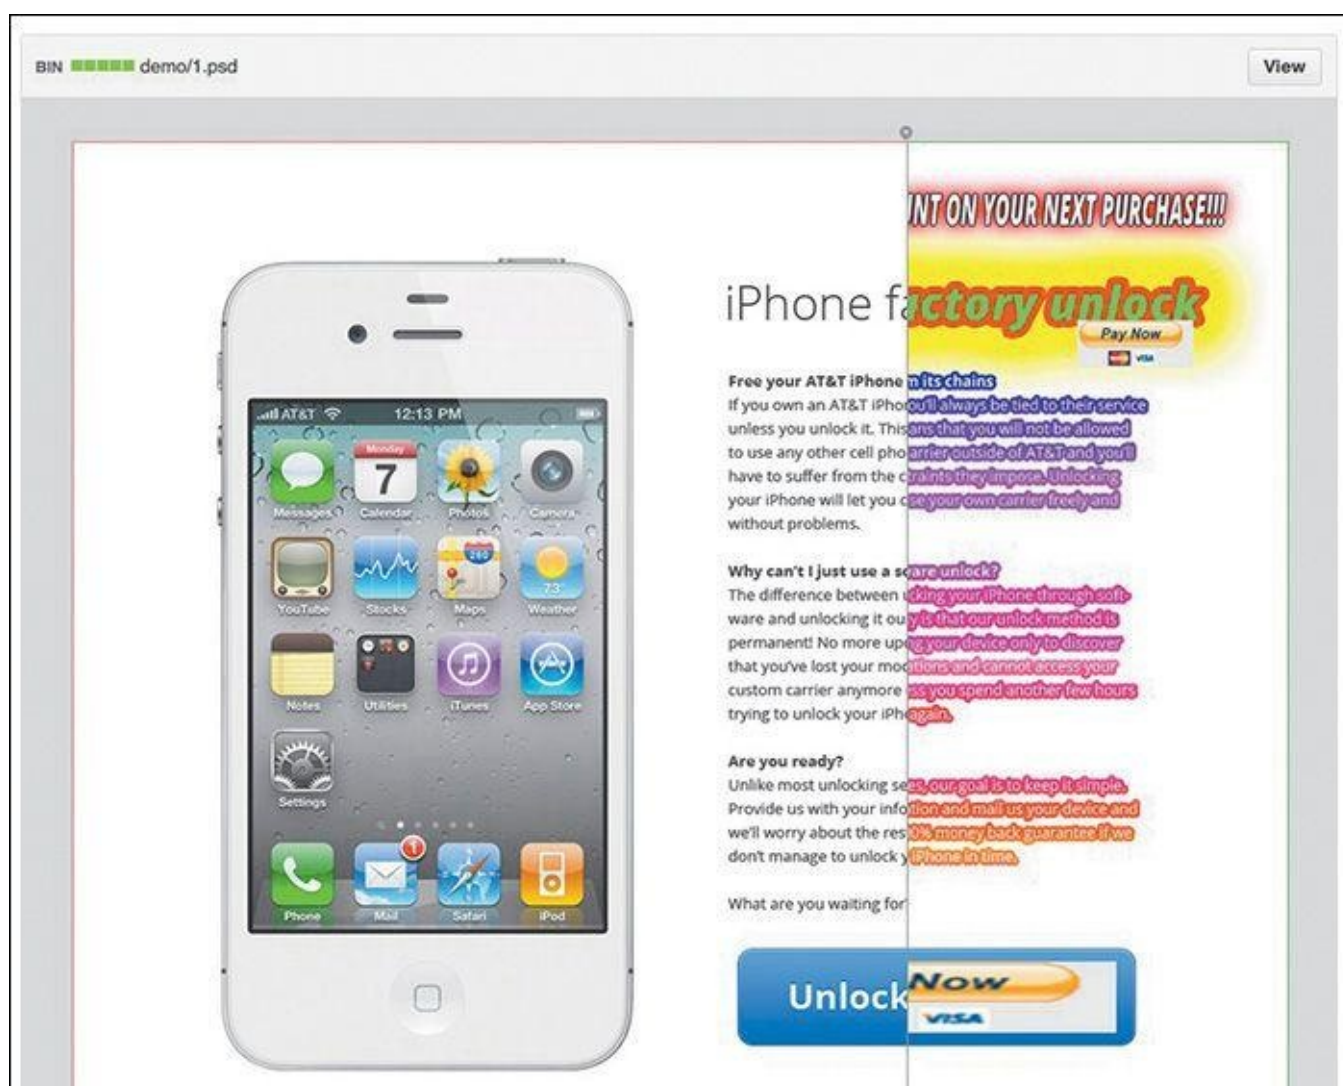 BIN demo/1.psd
View
INT ON YOUR NEXT PURCHASE!!!
iPhone factory unlock
Pay Now
VISA
Free your AT&T iPhone m its chains
If you own an AT&T iPhorou'll always be tied to their service
unless you unlock it. This ans that you will not be allowed
to use any other cell pho arrier outside of AT&T and you'll
have to suffer from the c raints they impose. Unlocking
your iPhone will let you c se your own carrier freely and
without problems.
Why can't I just use a so are unlock?
The difference between u cking your iPhone through soft-
ware and unlocking it ou y is that our unlock method is
permanent! No more upo g your device only to discover
that you've lost your mod ations and cannot access your
custom carrier anymore ss you spend another few hours
trying to unlock your iPh again.
Are you ready?
Unlike most unlocking se es, our goal is to keep it simple.
Provide us with your info tion and mail us your device and
we'll worry about the res 0% money back guarantee if we
don't manage to unlock y iPhone in time.
What are you waiting for
Unlock Now
VISA
AT&T 12:13 PM
Monday
7
Messages Calendar Photos Camera
280
73°
YouTube Stocks Maps Weather
Notes Utilities iTunes App Store
Settings
1
Phone Mail Safari iPod